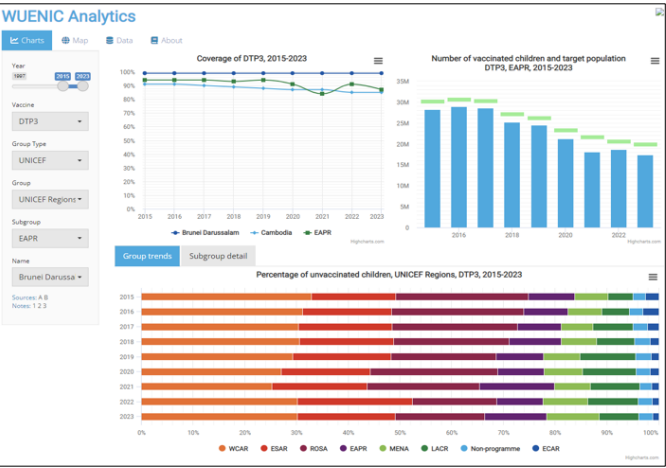 WUENIC Analytics
Charts
Map
Data
About
Year
1997
2015
2023
Vaccine
DTP3
Group Type
UNICEF
Group
UNICEF Regions
Subgroup
EAPR
Name
Brunei Darussa
Sources: A B
Notes: 1 2 3
Coverage of DTP3, 2015-2023
100%
90%
80%
70%
60%
50%
40%
30%
20%
10%
0%
2015 2016 2017 2018 2019 2020 2021 2022 2023
Brunei Darussalam Cambodia EAPR
Highcharts.com
Number of vaccinated children and target population
DTP3, EAPR, 2015-2023
35M
30M
25M
20M
15M
10M
5M
0
2016 2018 2020 2022
Highcharts.com
Group trends
Subgroup detail
Percentage of unvaccinated children, UNICEF Regions, DTP3, 2015-2023
2015
2016
2017
2018
2019
2020
2021
2022
2023
0% 10% 20% 30% 40% 50% 60% 70% 80% 90% 100%
WCAR ESAR ROSA EAPR MENA LACR Non-programme ECAR
Highcharts.com